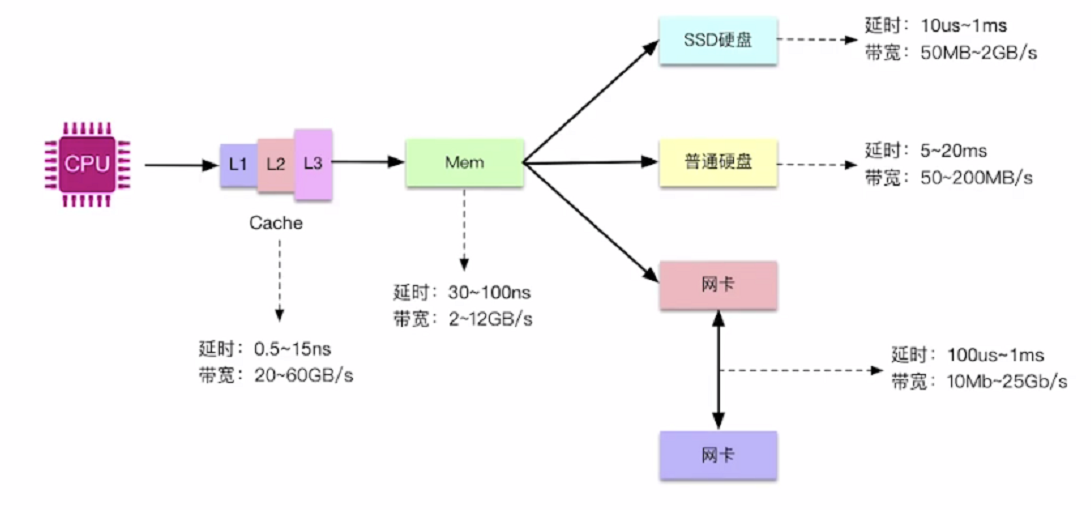 CPU
L1
L2
L3
Cache
延时：0.5~15ns
带宽：20~60GB/s
Mem
延时：30~100ns
带宽：2~12GB/s
SSD硬盘
延时：10us~1ms
带宽：50MB~2GB/s
普通硬盘
延时：5~20ms
带宽：50~200MB/s
网卡
延时：100us~1ms
带宽：10Mb~25Gb/s
网卡